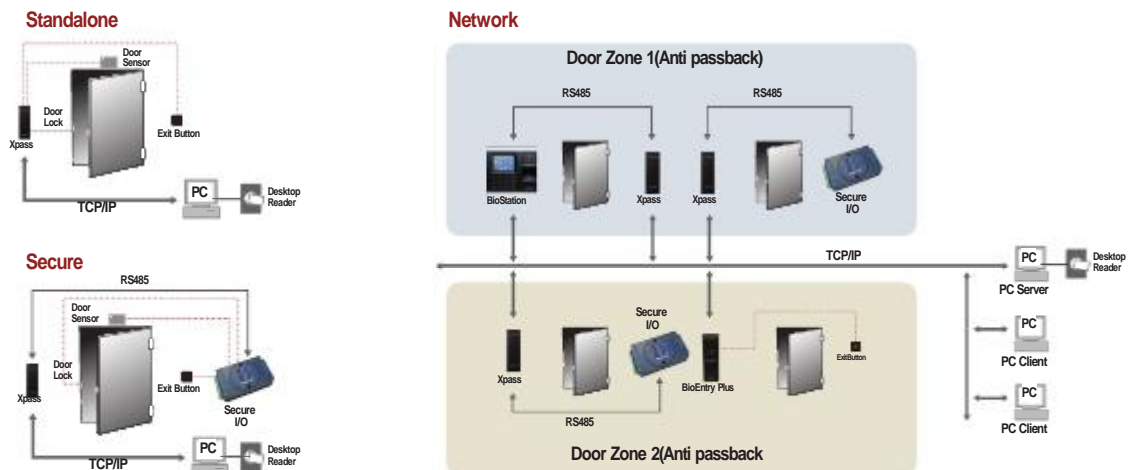 Standalone
Door
Sensor
Door
Lock
Xpass
Exit Button
PC
Desktop
Reader
TCP/IP
Secure
RS485
Door
Sensor
Door
Lock
Xpass
Exit Button
Secure
I/O
PC
Desktop
Reader
TCP/IP
Network
Door Zone 1(Anti passback)
RS485
RS485
BioStation
Xpass
Xpass
Secure
I/O
TCP/IP
PC
Desktop
Reader
PC Server
PC
PC Client
PC
PC Client
Secure
I/O
Xpass
BioEntry Plus
ExitButton
RS485
Door Zone 2(Anti passback